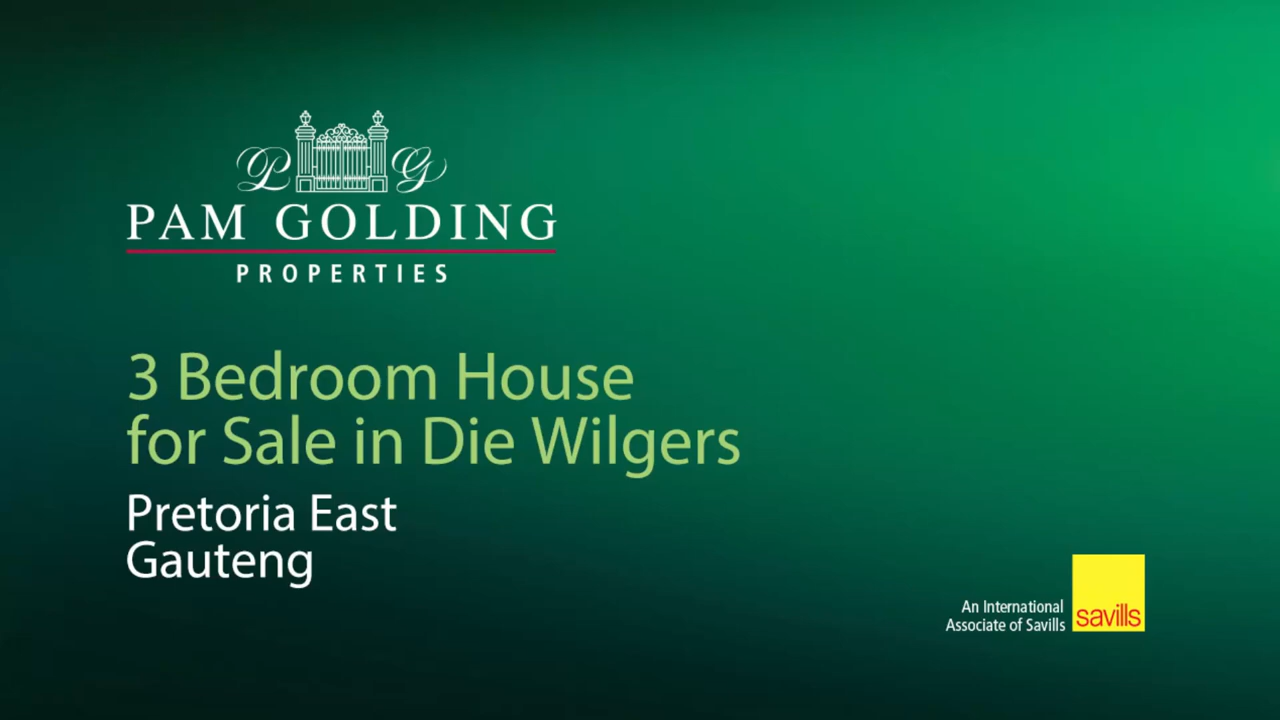 P G
PAM GOLDING
PROPERTIES
3 Bedroom House
for Sale in Die Wilgers
Pretoria East
Gauteng
An International
Associate of Savills
savills